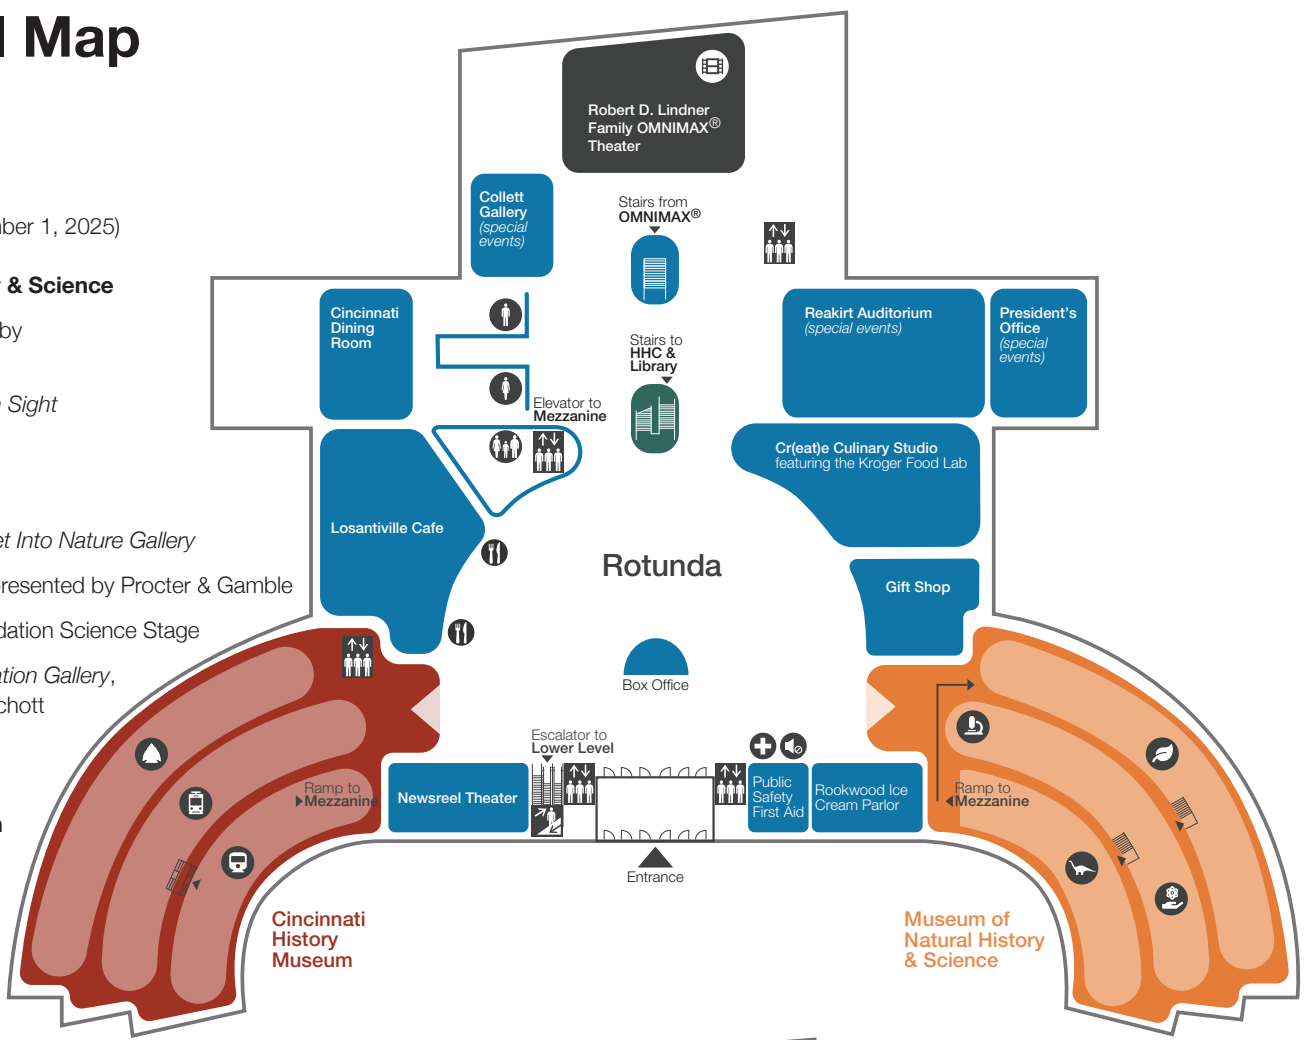 Map
ber 1, 2025)
& Science
by
Sight
et Into Nature Gallery
resented by Procter & Gamble
dation Science Stage
ation Gallery,
chott
Robert D. Lindner
Family OMNIMAX®
Theater
Collett
Gallery
(special
events)
Stairs from
OMNIMAX®
Cincinnati
Dining
Room
Stairs to
HHC &
Library
Reakirt Auditorium
(special events)
President's
Office
(special
events)
Elevator to
Mezzanine
Cr(eat)e Culinary Studio
featuring the Kroger Food Lab
Losantiville Cafe
Rotunda
Gift Shop
Box Office
Escalator to
Lower Level
Ramp to
Mezzanine
Newsreel Theater
Public
Safety
First Aid
Rookwood Ice
Cream Parlor
Ramp to
Mezzanine
Entrance
Cincinnati
History
Museum
Museum of
Natural History
& Science